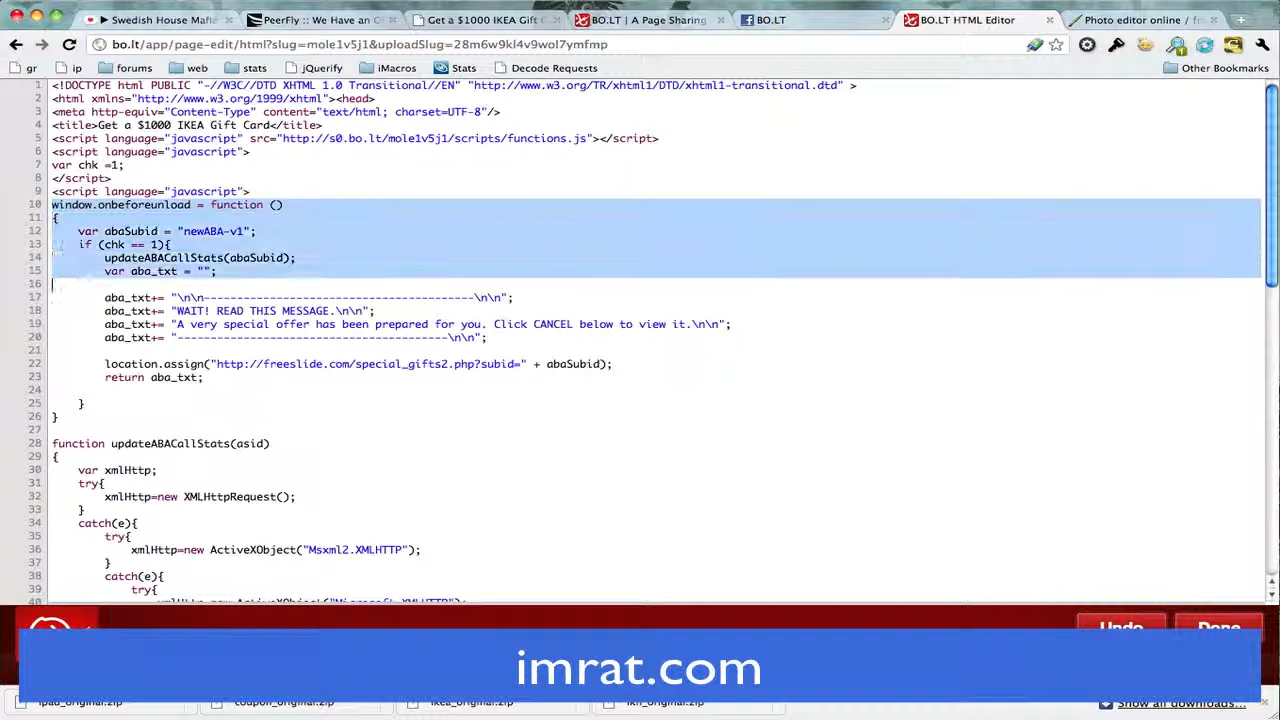 Swedish House Mafi
PeerFly :: We Have an O
Get a $1000 IKEA Gift C
BO.LT | A Page Sharing
BO.LT
BO.LT HTML Editor
Photo editor online / 
bo.lt/app/page-edit/html?slug=mole1v5j1&uploadSlug=28m6w9kl4v9wol7ymfmp
gr ip forums web stats jQuerify iMacros Stats Decode Requests Other Bookmarks
1 <!DOCTYPE html PUBLIC "-//W3C//DTD XHTML 1.0 Transitional//EN" "http://www.w3.org/TR/xhtml1/DTD/xhtml1-transitional.dtd" >
2 <html xmlns="http://www.w3.org/1999/xhtml"><head>
3 <meta http-equiv="Content-Type" content="text/html; charset=UTF-8"/>
4 <title>Get a $1000 IKEA Gift Card</title>
5 <script language="javascript" src="http://s0.bo.lt/mole1v5j1/scripts/functions.js"></script>
6 <script language="javascript">
7 var chk =1;
8 </script>
9 <script language="javascript">
10 window.onbeforeunload = function ()
11 {
12 var abaSubid = "newABA-v1";
13 if (chk == 1){
14 updateABACallStats(abaSubid);
15 var aba_txt = "";
16
17 aba_txt+= "\n\n-----------------------------------------\n\n";
18 aba_txt+= "WAIT! READ THIS MESSAGE.\n\n";
19 aba_txt+= "A very special offer has been prepared for you. Click CANCEL below to view it.\n\n";
20 aba_txt+= "-----------------------------------------\n\n";
21
22 location.assign("http://freeslide.com/special_gifts2.php?subid=" + abaSubid);
23 return aba_txt;
24
25 }
26 }
27
28 function updateABACallStats(asid)
29 {
30 var xmlHttp;
31 try{
32 xmlHttp=new XMLHttpRequest();
33 }
34 catch(e){
35 try{
36 xmlHttp=new ActiveXObject("Msxml2.XMLHTTP");
37 }
38 catch(e){
39 try{
40 xmlHttp=new ActiveXObject("Microsoft.XMLHTTP");
Undo Done
imrat.com
ipad_original.zip coupon_original.zip ikea_original.zip Show all downloads...